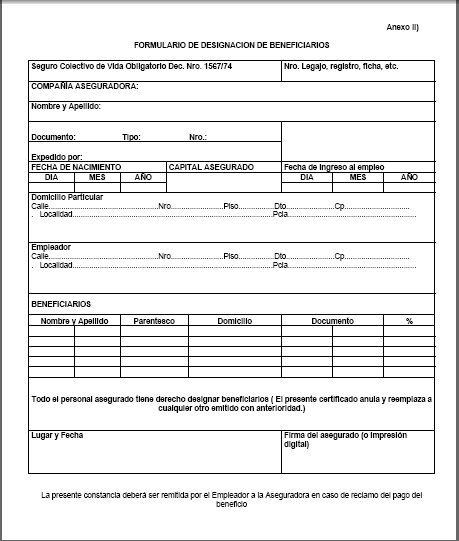 Anexo II)
FORMULARIO DE DESIGNACION DE BENEFICIARIOS
Seguro Colectivo de Vida Obligatorio Dec. Nro. 1567/74 Nro. Legajo, registro, ficha, etc.
COMPAÑÍA ASEGURADORA:
Nombre y Apellido:
Documento: Tipo: Nro.:
Expedido por:
FECHA DE NACIMIENTO CAPITAL ASEGURADO Fecha de ingreso al empleo
DIA MES AÑO DIA MES AÑO
Domicilio Particular
Calle..................................................Nro........................Piso................Dto......................Cp..............................
. Localidad...........................................................................................Pcia..........................................................
Empleador
Calle..................................................Nro........................Piso................Dto......................Cp..............................
. Localidad...........................................................................................Pcia..........................................................
BENEFICIARIOS
Nombre y Apellido Parentesco Domicilio Documento %
Todo el personal asegurado tiene derecho designar beneficiarios ( El presente certificado anula y reemplaza a
cualquier otro emitido con anterioridad.)
Lugar y Fecha Firma del asegurado (o impresión
digital)
La presente constancia deberá ser remitida por el Empleador a la Aseguradora en caso de reclamo del pago del
beneficio